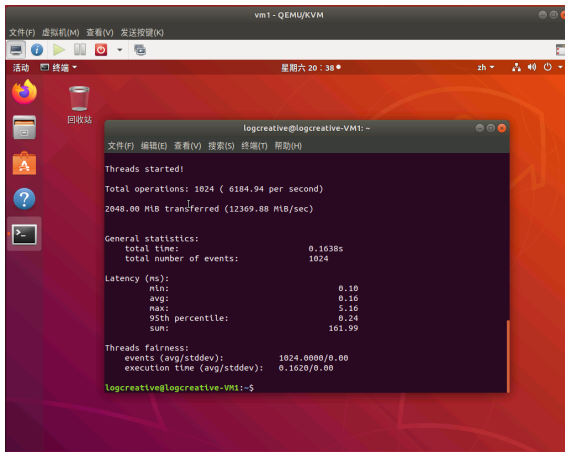 vm1 - QEMU/KVM
文件(F) 虚拟机(M) 查看(V) 发送按键(K)
活动 终端 星期六 20：38 zh
回收站
logcreative@logcreative-VM1: ~
文件(F) 编辑(E) 查看(V) 搜索(S) 终端(T) 帮助(H)
Threads started!
Total operations: 1024 ( 6184.94 per second)
2048.00 MiB transferred (12369.88 MiB/sec)
General statistics:
total time: 0.1638s
total number of events: 1024
Latency (ms):
min: 0.10
avg: 0.16
max: 5.16
95th percentile: 0.24
sum: 161.99
Threads fairness:
events (avg/stddev): 1024.0000/0.00
execution time (avg/stddev): 0.1620/0.00
logcreative@logcreative-VM1:~$